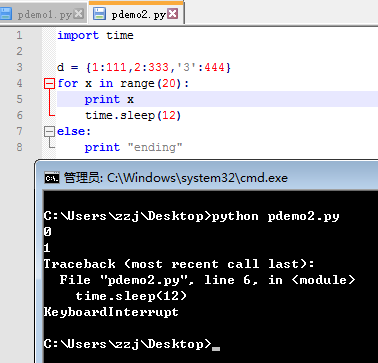 pdemo1.py pdemo2.py
1 import time
2
3 d = {1:111,2:333,'3':444}
4 for x in range(20):
5 print x
6 time.sleep(12)
7 else:
8 print "ending"
管理员: C:\Windows\system32\cmd.exe
C:\Users\zzj\Desktop>python pdemo2.py
0
1
Traceback (most recent call last):
File "pdemo2.py", line 6, in <module>
time.sleep(12)
KeyboardInterrupt
C:\Users\zzj\Desktop>